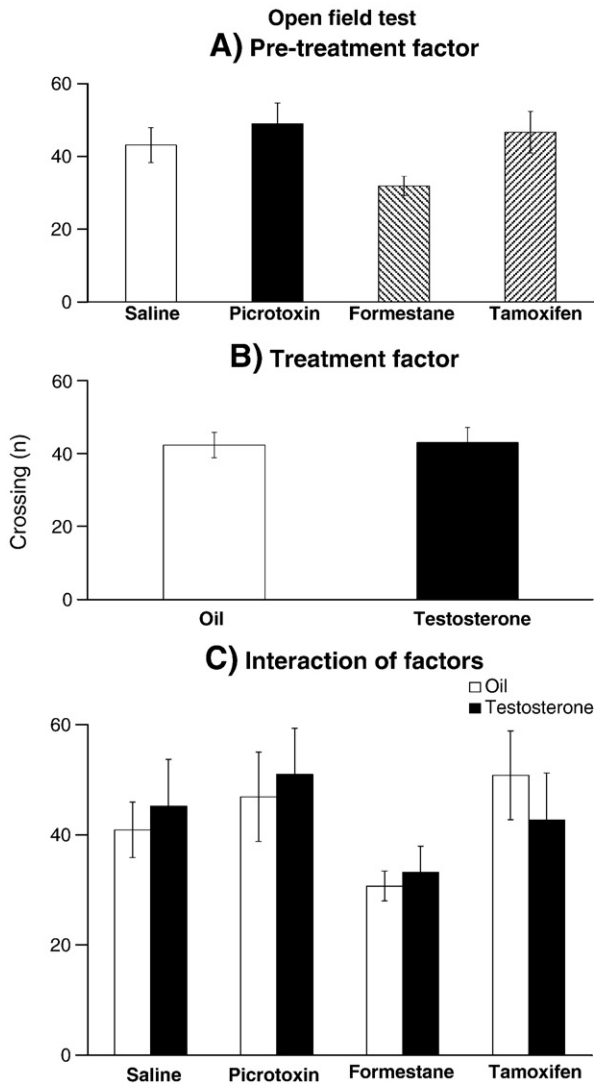 Open field test
A) Pre-treatment factor
60
40
20
0
Saline Picrotoxin Formestane Tamoxifen
B) Treatment factor
60
40
20
0
Crossing (n)
Oil Testosterone
C) Interaction of factors
Oil
Testosterone
60
40
20
0
Saline Picrotoxin Formestane Tamoxifen